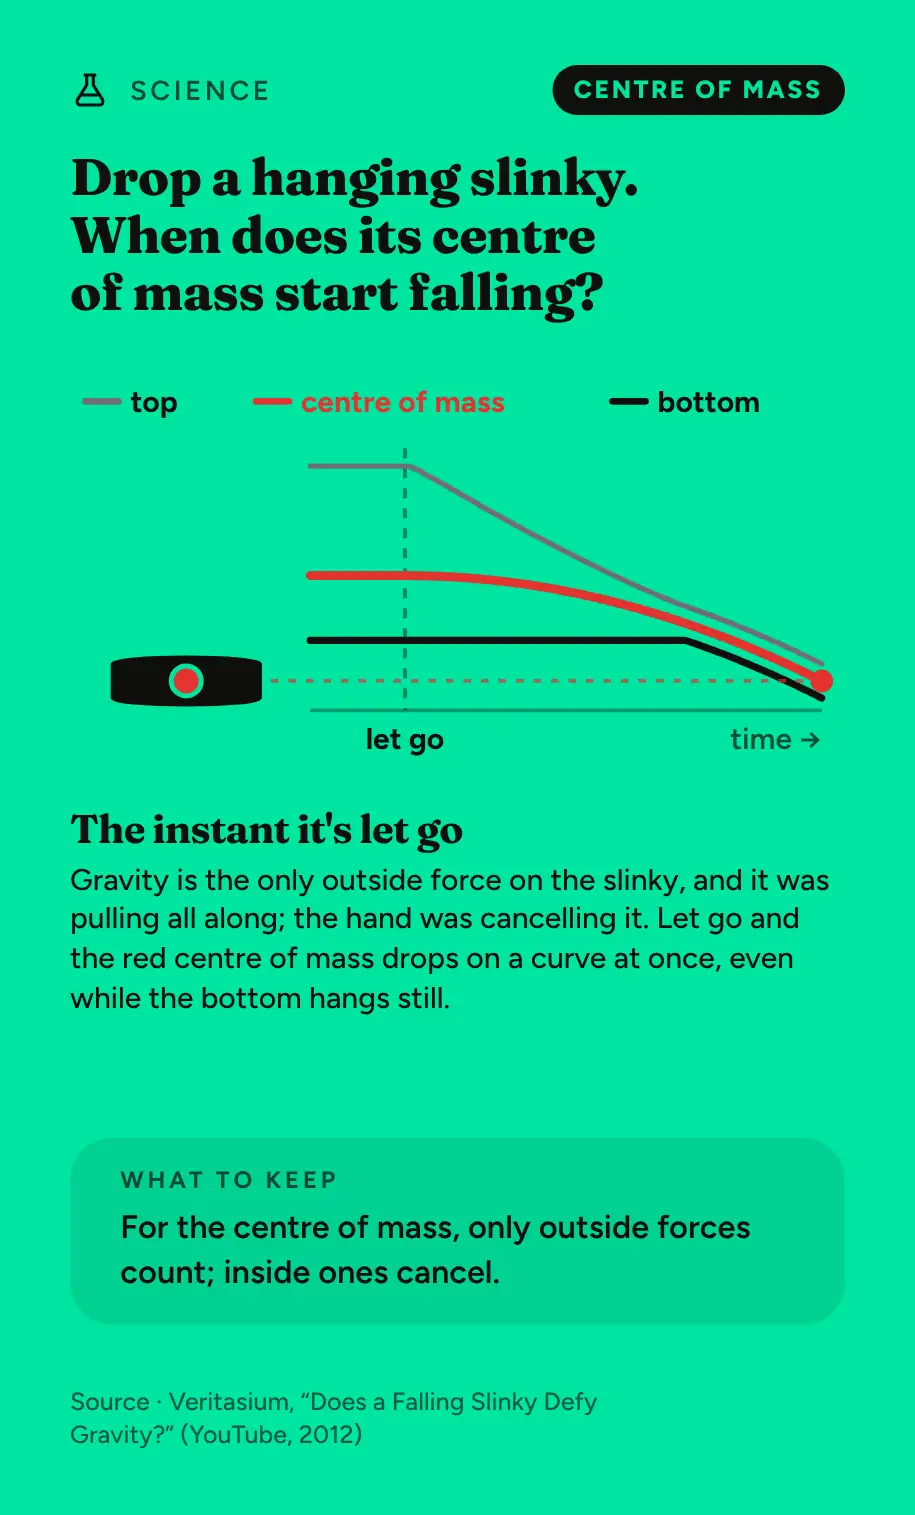 SCIENCE
CENTRE OF MASS
Drop a hanging slinky.
When does its centre
of mass start falling?
top
centre of mass
bottom
let go
time →
The instant it's let go
Gravity is the only outside force on the slinky, and it was
pulling all along; the hand was cancelling it. Let go and
the red centre of mass drops on a curve at once, even
while the bottom hangs still.
WHAT TO KEEP
For the centre of mass, only outside forces
count; inside ones cancel.
Source · Veritasium, “Does a Falling Slinky Defy
Gravity?” (YouTube, 2012)